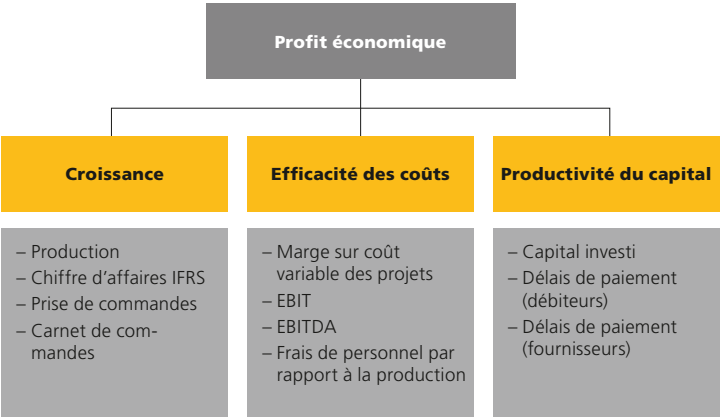 Profit économique
Croissance
Efficacité des coûts
Productivité du capital
– Production
– Chiffre d'affaires IFRS
– Prise de commandes
– Carnet de com-
mandes
– Marge sur coût
variable des projets
– EBIT
– EBITDA
– Frais de personnel par
rapport à la production
– Capital investi
– Délais de paiement
(débiteurs)
– Délais de paiement
(fournisseurs)